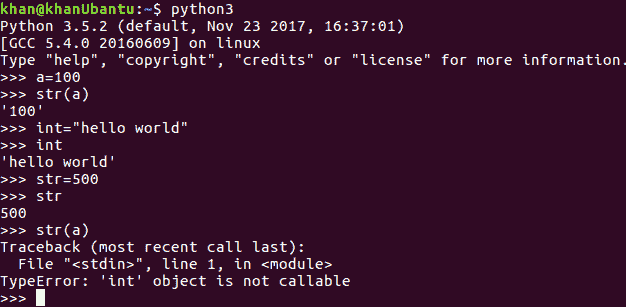 khan@khanUbantu:~$ python3
Python 3.5.2 (default, Nov 23 2017, 16:37:01)
[GCC 5.4.0 20160609] on linux
Type "help", "copyright", "credits" or "license" for more information.
>>> a=100
>>> str(a)
'100'
>>> int="hello world"
>>> int
'hello world'
>>> str=500
>>> str
500
>>> str(a)
Traceback (most recent call last):
  File "<stdin>", line 1, in <module>
TypeError: 'int' object is not callable
>>>